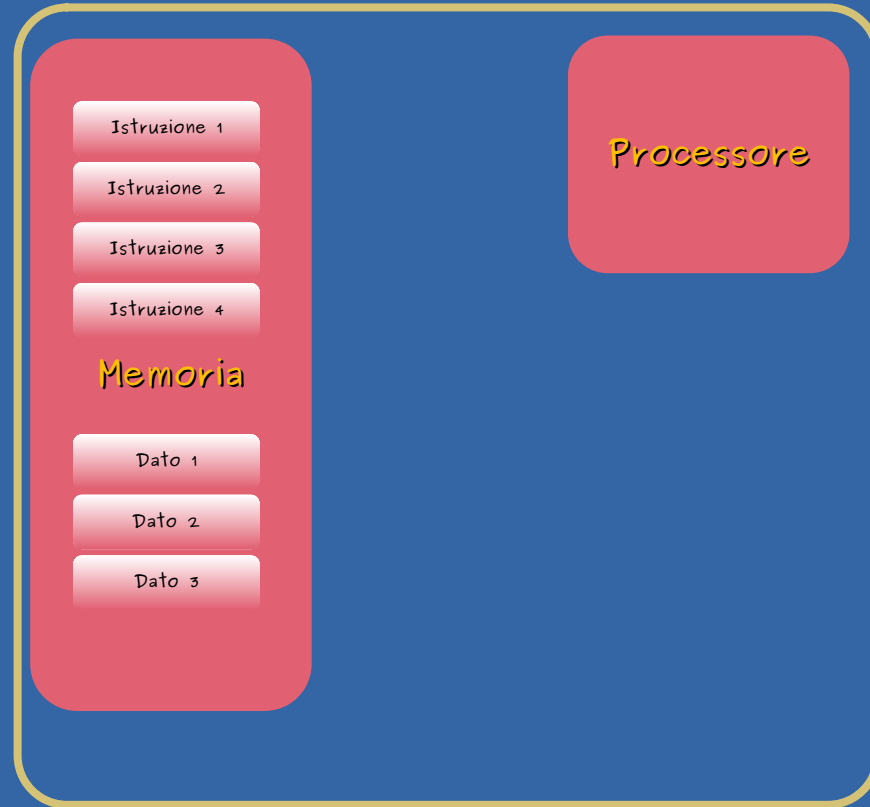 Istruzione 1
Istruzione 2
Istruzione 3
Istruzione 4
Memoria
Dato 1
Dato 2
Dato 3
Processore